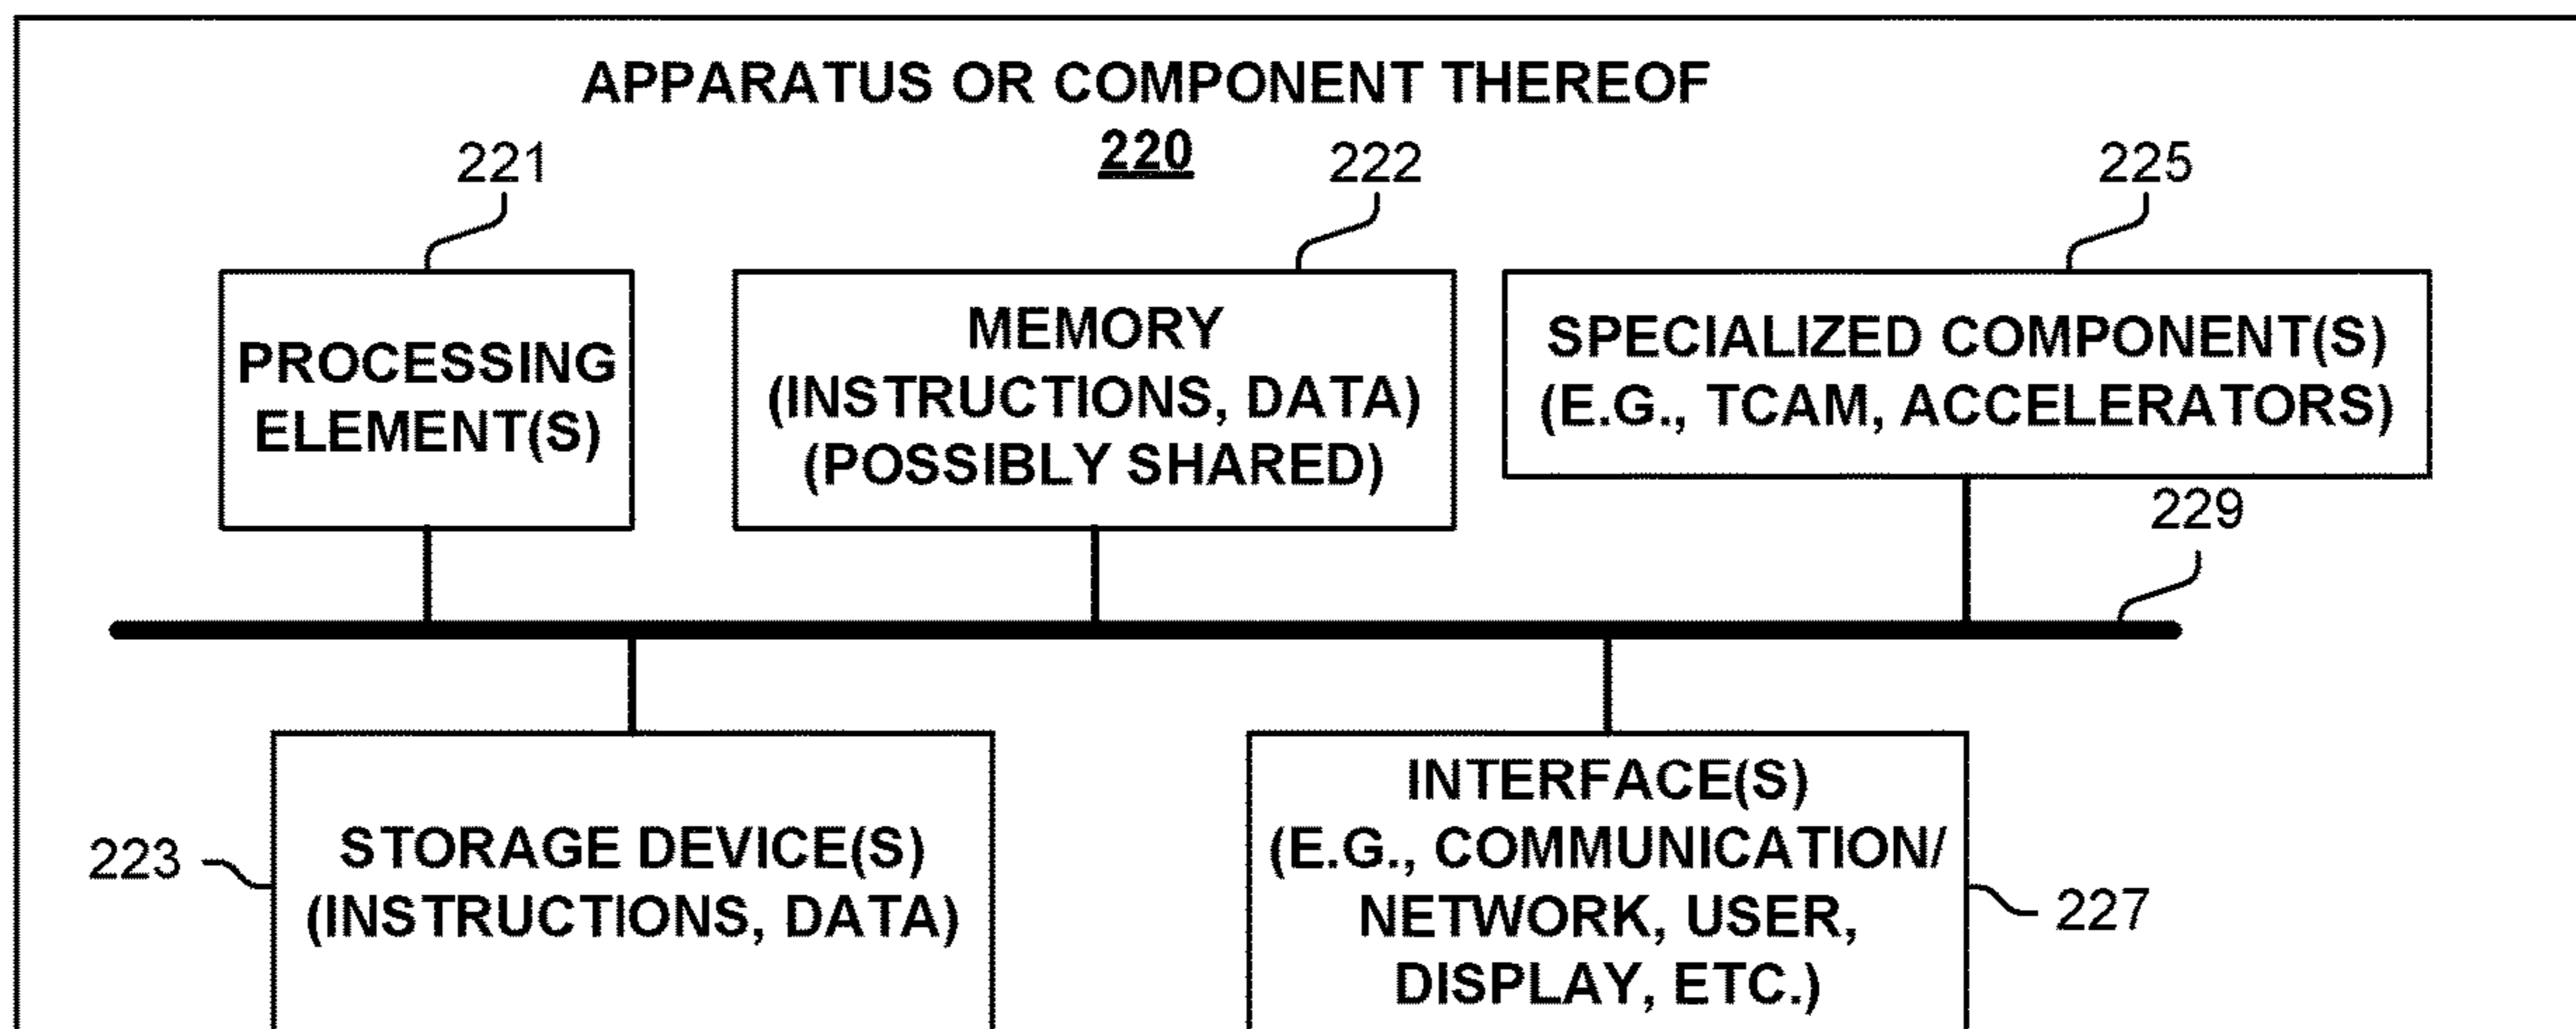 APPARATUS OR COMPONENT THEREOF
220
221
222
225
PROCESSING
ELEMENT(S)
MEMORY
(INSTRUCTIONS, DATA)
(POSSIBLY SHARED)
SPECIALIZED COMPONENT(S)
(E.G., TCAM, ACCELERATORS)
229
223
STORAGE DEVICE(S)
(INSTRUCTIONS, DATA)
INTERFACE(S)
(E.G., COMMUNICATION/
NETWORK, USER,
DISPLAY, ETC.)
227